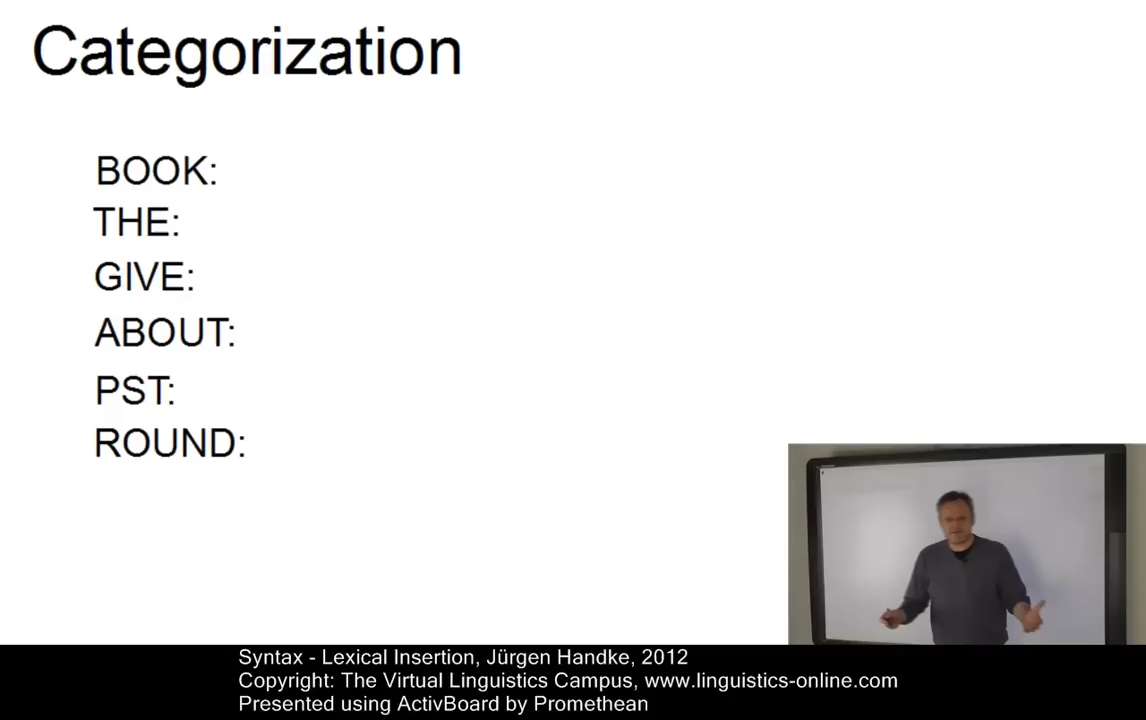 Categorization
BOOK:
THE:
GIVE:
ABOUT:
PST:
ROUND:
Syntax - Lexical Insertion, Jürgen Handke, 2012
Copyright: The Virtual Linguistics Campus, www.linguistics-online.com
Presented using ActivBoard by Promethean